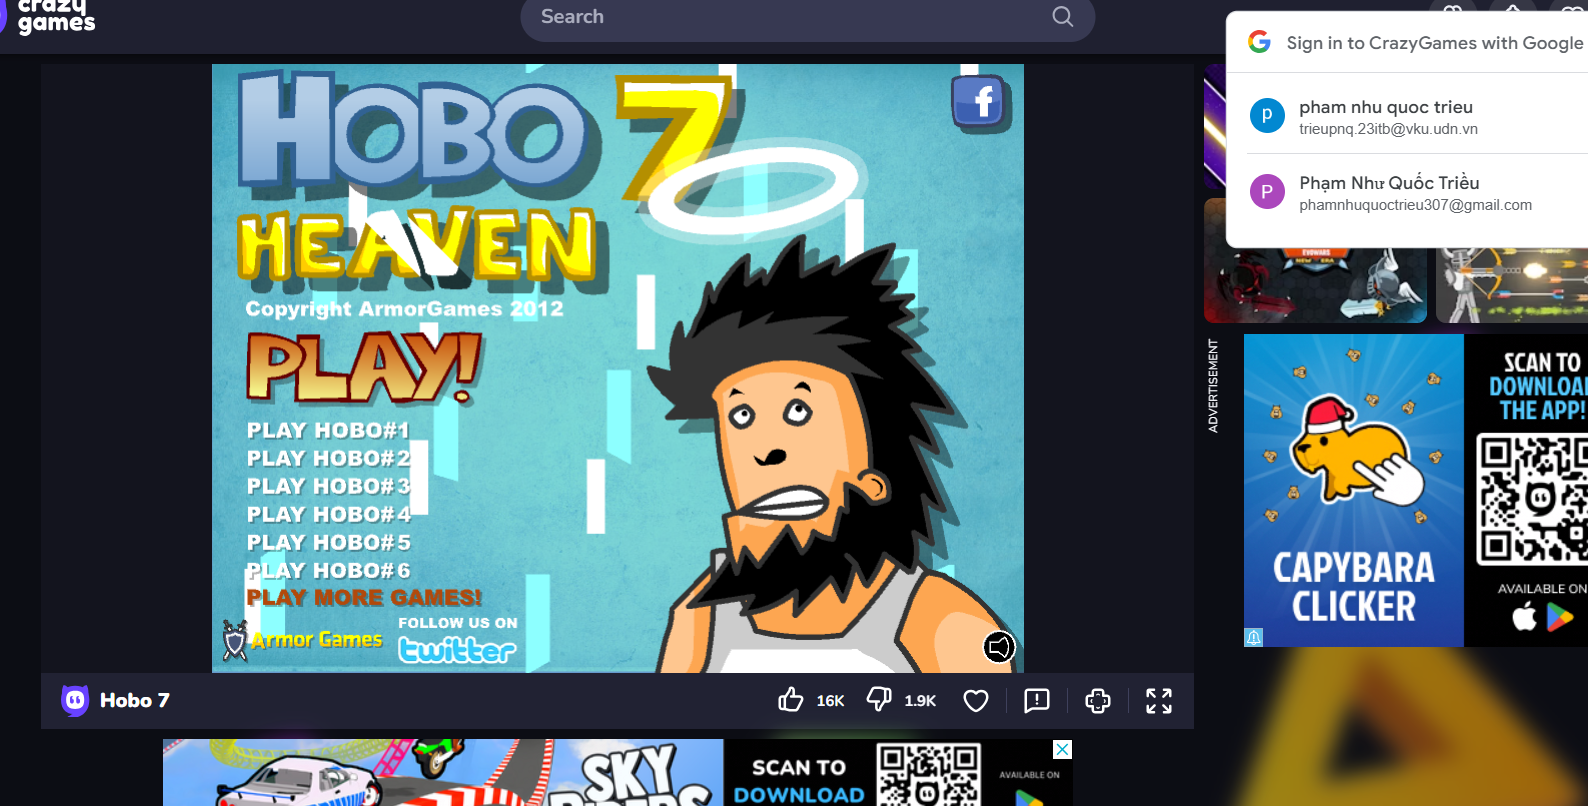 crazy
games
Search
Sign in to CrazyGames with Google
p
pham nhu quoc trieu
trieupnq.23itb@vku.udn.vn
P
Phạm Như Quốc Triều
phamnhuquoctrieu307@gmail.com
HOBO 7
HEAVEN
f
Copyright ArmorGames 2012
PLAY!
PLAY HOBO#1
PLAY HOBO#2
PLAY HOBO#3
PLAY HOBO#4
PLAY HOBO#5
PLAY HOBO#6
PLAY MORE GAMES!
Armor Games
FOLLOW US ON
twitter
EVOWARS
NEW ERA
ADVERTISEMENT
SCAN TO
DOWNLOA
THE APP!
CAPYBARA
CLICKER
AVAILABLE ON
Hobo 7
16K
1.9K
SKY
RIDERS
SCAN TO
DOWNLOAD
AVAILABLE ON